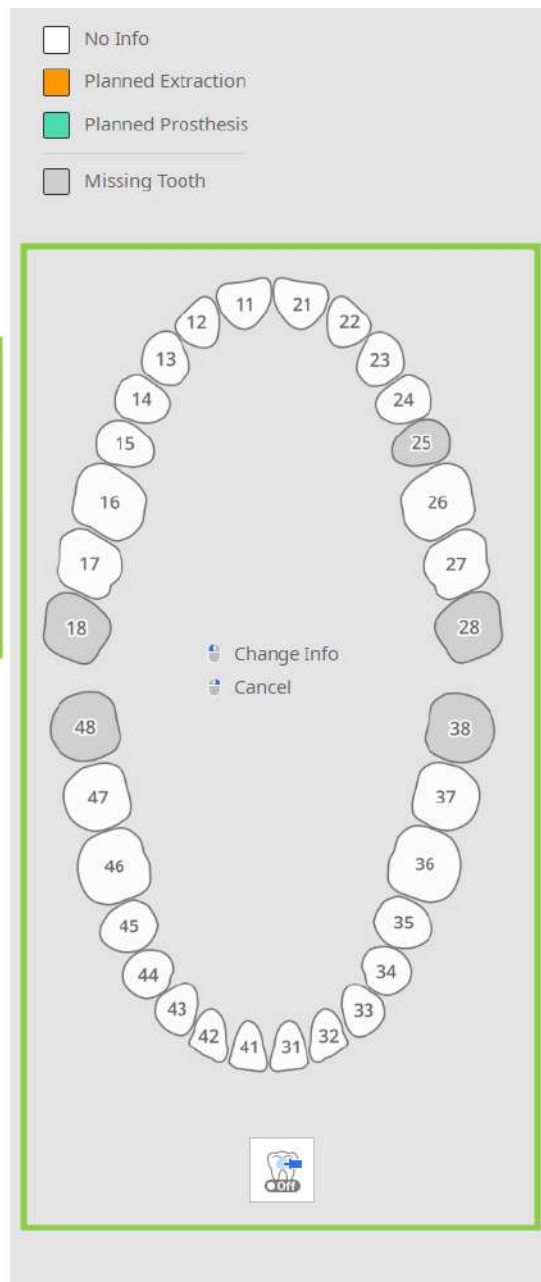 No Info
Planned Extraction
Planned Prosthesis
Missing Tooth
11 21
12 22
13 23
14 24
15 25
16 26
17 27
18 28
Change Info
Cancel
48 38
47 37
46 36
45 35
44 34
43 33
42 32
41 31
Off